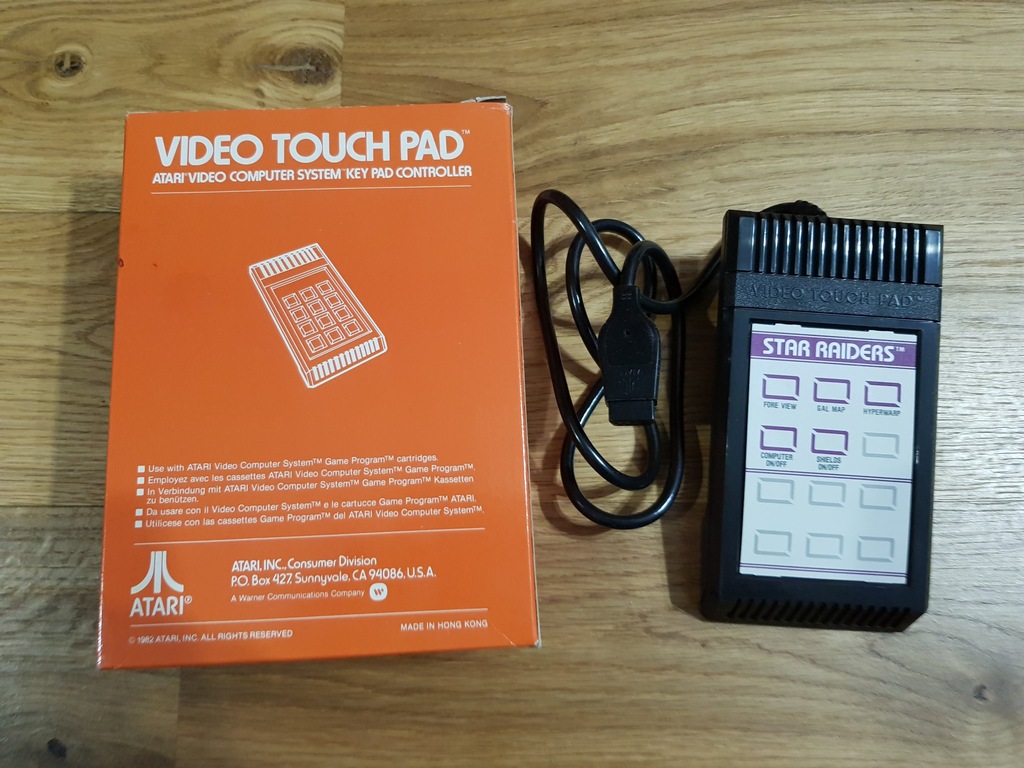 VIDEO TOUCH PAD™
ATARI® VIDEO COMPUTER SYSTEM™ KEY PAD CONTROLLER
■ Use with ATARI Video Computer System™ Game Program™ cartridges.
■ Employez avec les cassettes ATARI Video Computer System™ Game Program™.
■ In Verbindung mit ATARI Video Computer System™ Game Program™ Kassetten
zu benützen.
■ Da usare con il Video Computer System™ e le cartucce Game Program™ ATARI.
■ Utilicese con las cassettes Game Program™ del ATARI Video Computer System™.
ATARI®
ATARI, INC., Consumer Division
P.O. Box 427, Sunnyvale, CA 94086, U.S.A.
A Warner Communications Company
© 1982 ATARI, INC. ALL RIGHTS RESERVED
MADE IN HONG KONG
VIDEO TOUCH PAD™
STAR RAIDERS™
FORE VIEW GAL MAP HYPERWARP
COMPUTER ON/OFF SHIELDS ON/OFF